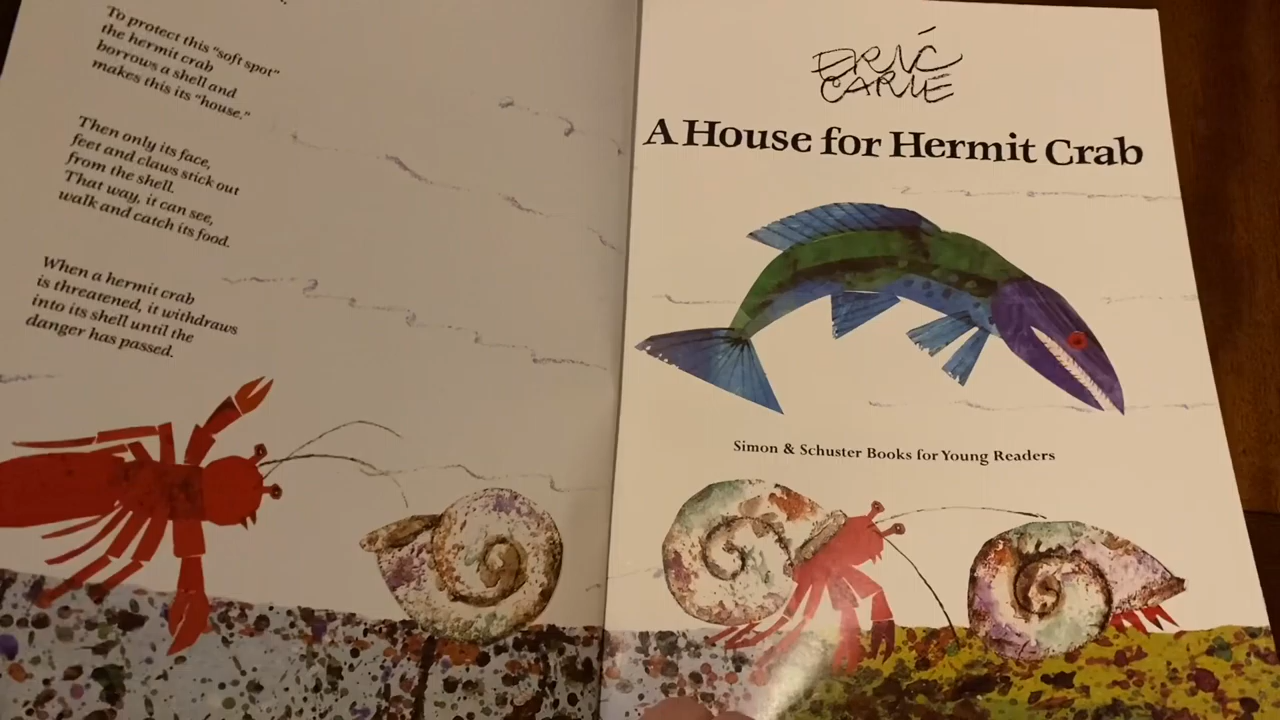 To protect this "soft spot"
the hermit crab
borrows a shell and
makes this its "house."
Then only its face,
feet and claws stick out
from the shell.
That way, it can see,
walk and catch its food.
When a hermit crab
is threatened, it withdraws
into its shell until the
danger has passed.
ERIC
CARLE
A House for Hermit Crab
Simon & Schuster Books for Young Readers